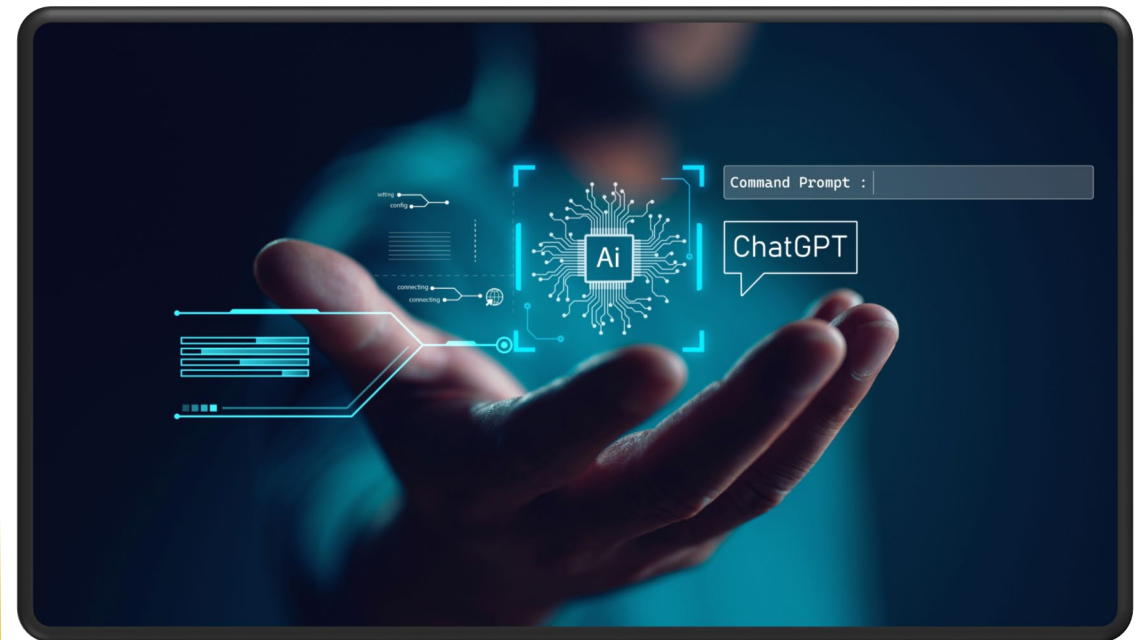 Command Prompt :
setting
config
Ai
ChatGPT
connecting
connecting